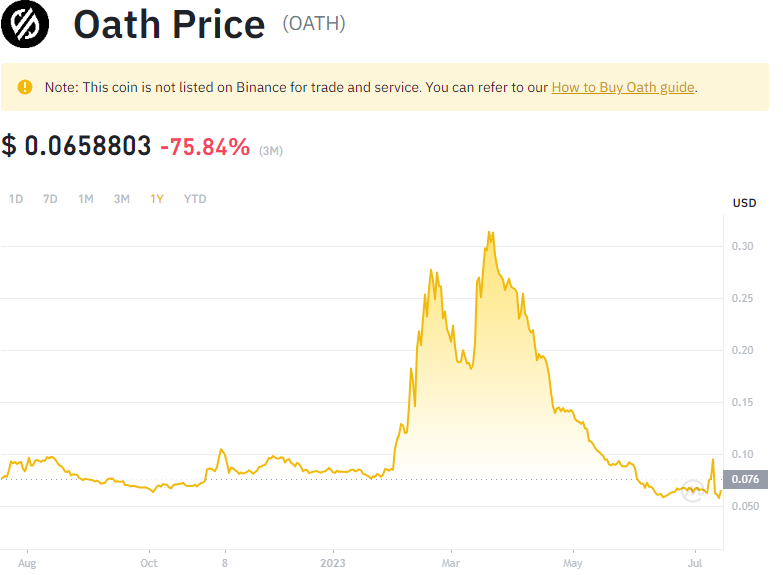 Oath Price (OATH)
Note: This coin is not listed on Binance for trade and service. You can refer to our How to Buy Oath guide.
$ 0.0658803 -75.84% (3M)
1D 7D 1M 3M 1Y YTD
USD
0.30
0.25
0.20
0.15
0.10
0.076
0.050
Aug Oct 8 2023 Mar May Jul